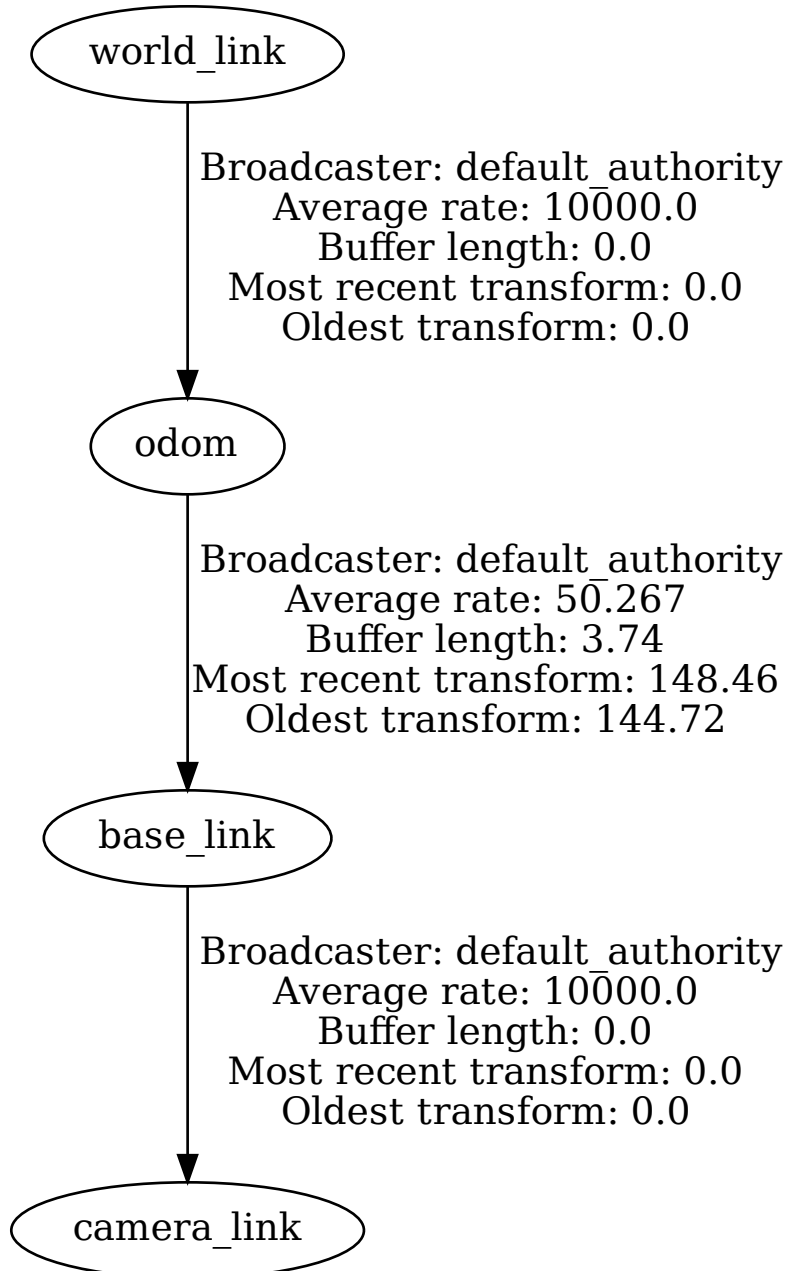 world_link
Broadcaster: default_authority
Average rate: 10000.0
Buffer length: 0.0
Most recent transform: 0.0
Oldest transform: 0.0
odom
Broadcaster: default_authority
Average rate: 50.267
Buffer length: 3.74
Most recent transform: 148.46
Oldest transform: 144.72
base_link
Broadcaster: default_authority
Average rate: 10000.0
Buffer length: 0.0
Most recent transform: 0.0
Oldest transform: 0.0
camera_link